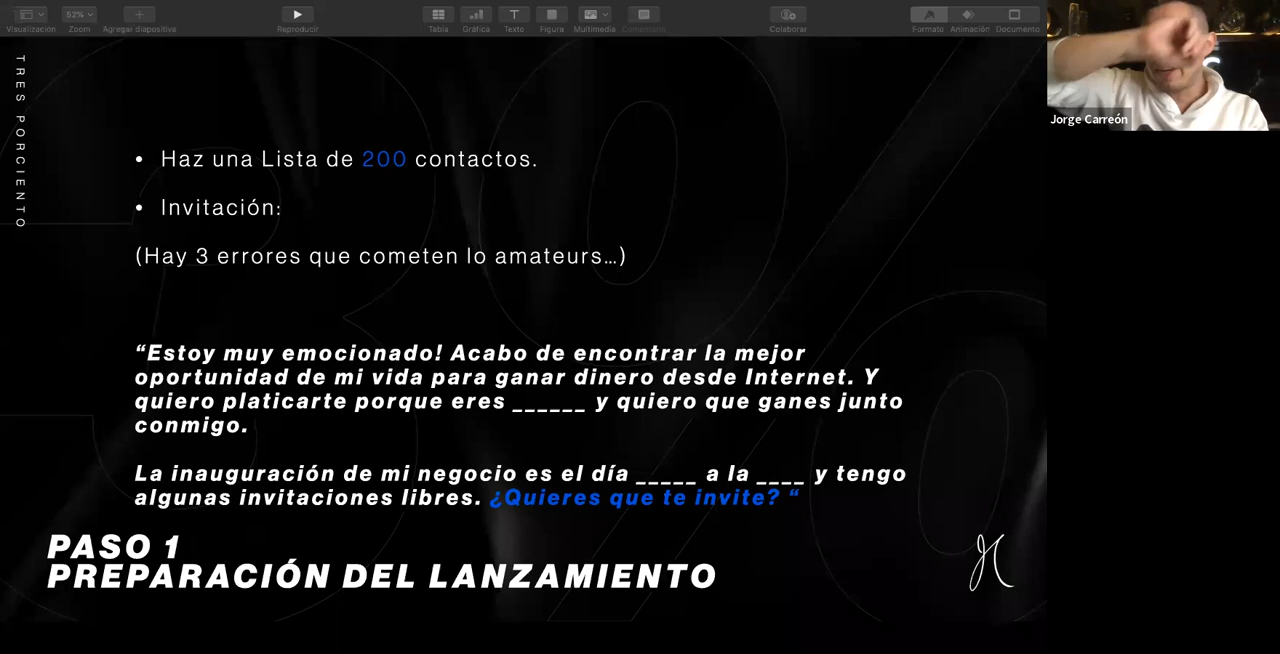 Visualización
52%
Zoom
Agregar diapositiva
Reproducir
Tabla
Gráfica
Texto
Figura
Multimedia
Comentario
Colaborar
Formato
Animación
Documento
Jorge Carreón
TRES PORCIENTO
• Haz una Lista de 200 contactos.
• Invitación:
(Hay 3 errores que cometen lo amateurs…)
“Estoy muy emocionado! Acabo de encontrar la mejor
oportunidad de mi vida para ganar dinero desde Internet. Y
quiero platicarte porque eres ______ y quiero que ganes junto
conmigo.
La inauguración de mi negocio es el día _____ a la ____ y tengo
algunas invitaciones libres. ¿Quieres que te invite? “
PASO 1
PREPARACIÓN DEL LANZAMIENTO